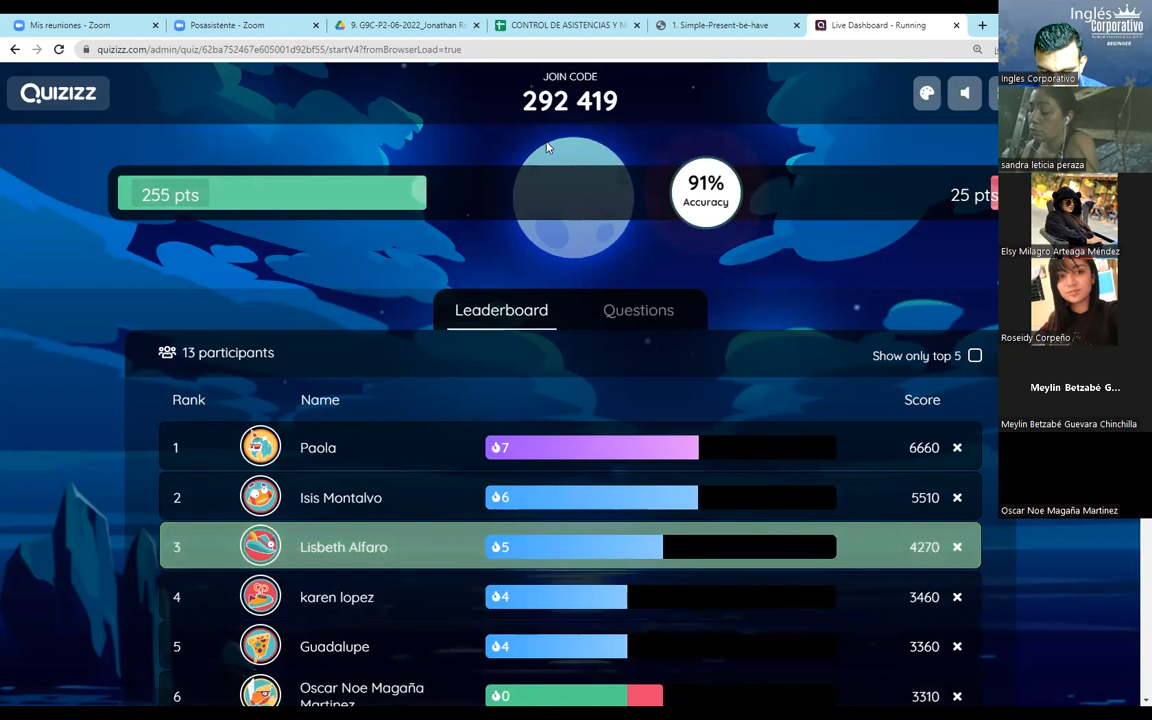 Mis reuniones - Zoom
Posasistente - Zoom
9. G9C-P2-06-2022_Jonathan R
CONTROL DE ASISTENCIAS Y N
1. Simple-Present-be-have
Live Dashboard - Running
quizizz.com/admin/quiz/62ba752467e605001d92bf55/startV4?fromBrowserLoad=true
Quizizz
JOIN CODE
292 419
255 pts
91%
Accuracy
25 pts
Leaderboard
Questions
13 participants
Show only top 5
Rank Name Score
1 Paola 7 6660
2 Isis Montalvo 6 5510
3 Lisbeth Alfaro 5 4270
4 karen lopez 4 3460
5 Guadalupe 4 3360
6 Oscar Noe Magaña Martinez 0 3310
Inglés
Corporativo
BEGINNER
Ingles Corporativo
sandra leticia peraza
Elsy Milagro Arteaga Méndez
Roseidy Corpeño
Meylin Betzabé G...
Meylin Betzabé Guevara Chinchilla
Oscar Noe Magaña Martinez